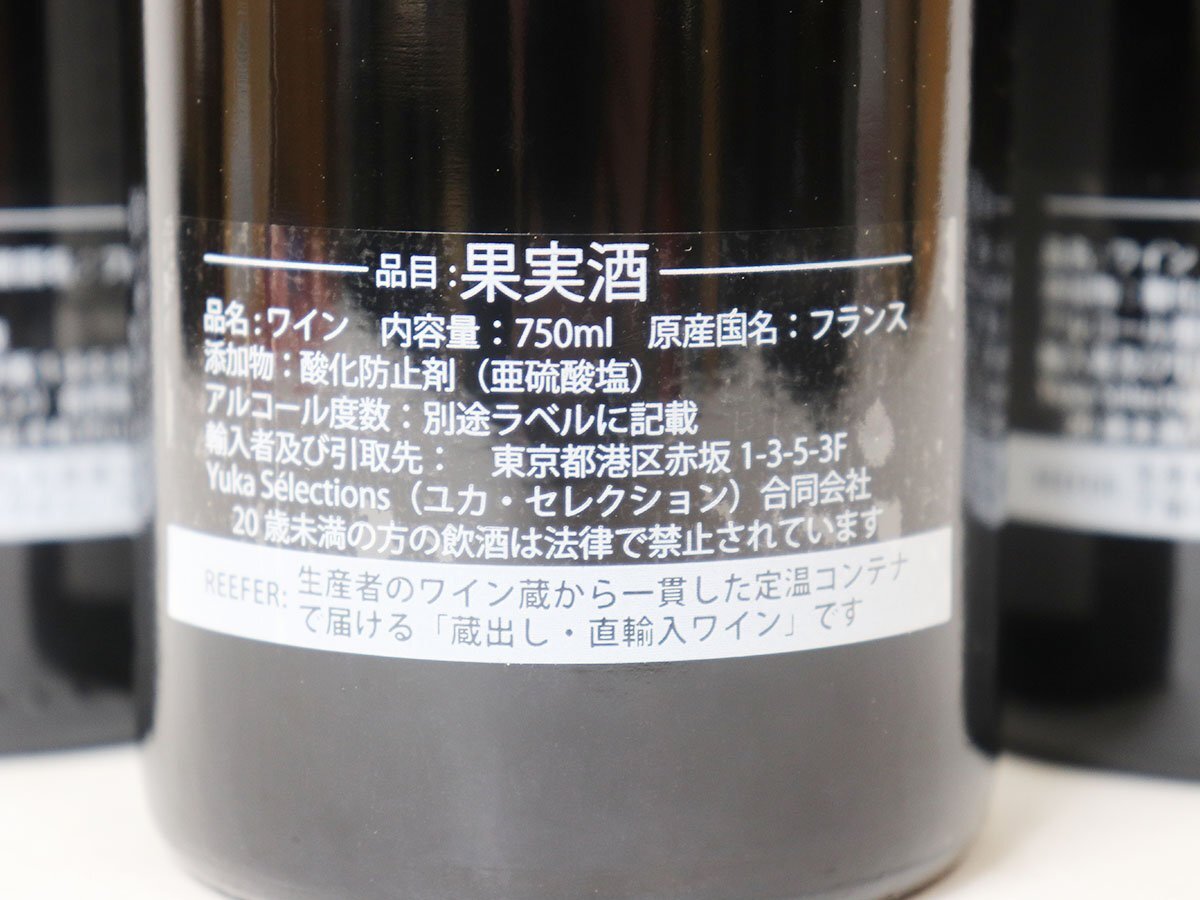 品目:果実酒
品名:ワイン 内容量:750ml 原産国名:フランス
添加物:酸化防止剤(亜硫酸塩)
アルコール度数:別途ラベルに記載
輸入者及び引取先: 東京都港区赤坂 1-3-5-3F
Yuka Sélections(ユカ・セレクション)合同会社
20 歳未満の方の飲酒は法律で禁止されています
REEFER: 生産者のワイン蔵から一貫した定温コンテナ
で届ける「蔵出し・直輸入ワイン」です
ワイン